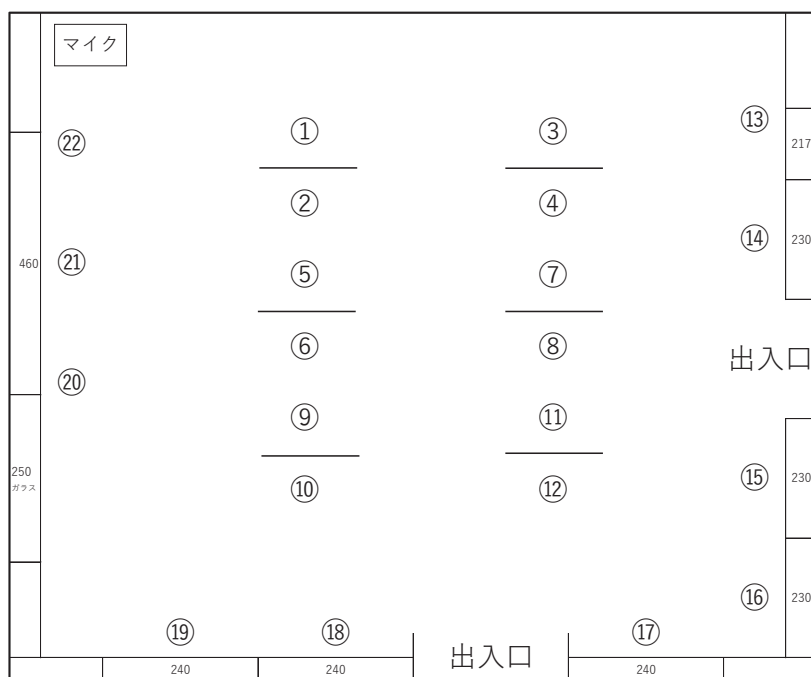 マイク
① ③ ⑬
217
㉒
② ④
⑭ 230
460 ㉑ ⑤ ⑦
⑥ ⑧ 出入口
⑳
⑨ ⑪
250
ガラス
⑩ ⑫ ⑮ 230
⑯ 230
⑲ ⑱ ⑰
出入口
240 240 240